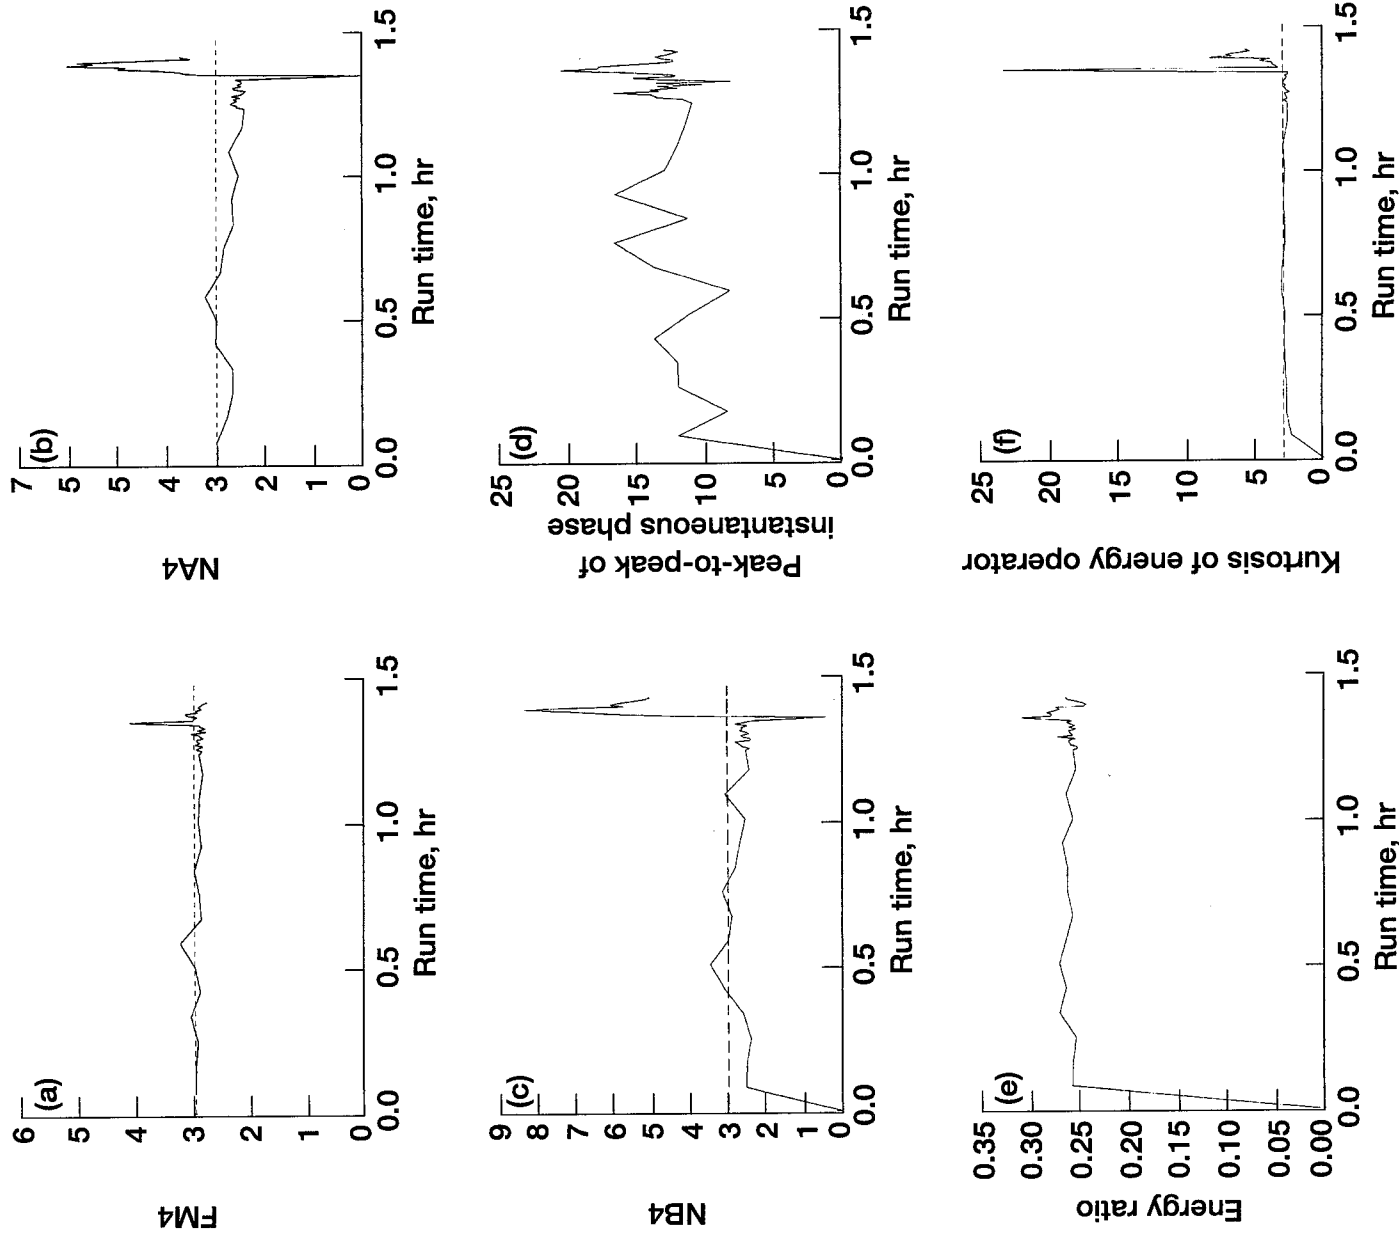 (a)
6
5
4
3
2
1
0
FM4
0.0 0.5 1.0 1.5
Run time, hr
(b)
7
5
5
4
3
2
1
0
NA4
0.0 0.5 1.0 1.5
Run time, hr
(c)
9
8
7
6
5
4
3
2
1
0
NB4
0.0 0.5 1.0 1.5
Run time, hr
(d)
25
20
15
10
5
0
Peak-to-peak of
instantaneous phase
0.0 0.5 1.0 1.5
Run time, hr
(e)
0.35
0.30
0.25
0.20
0.15
0.10
0.05
0.00
Energy ratio
0.0 0.5 1.0 1.5
Run time, hr
(f)
25
20
15
10
5
0
Kurtosis of energy operator
0.0 0.5 1.0 1.5
Run time, hr